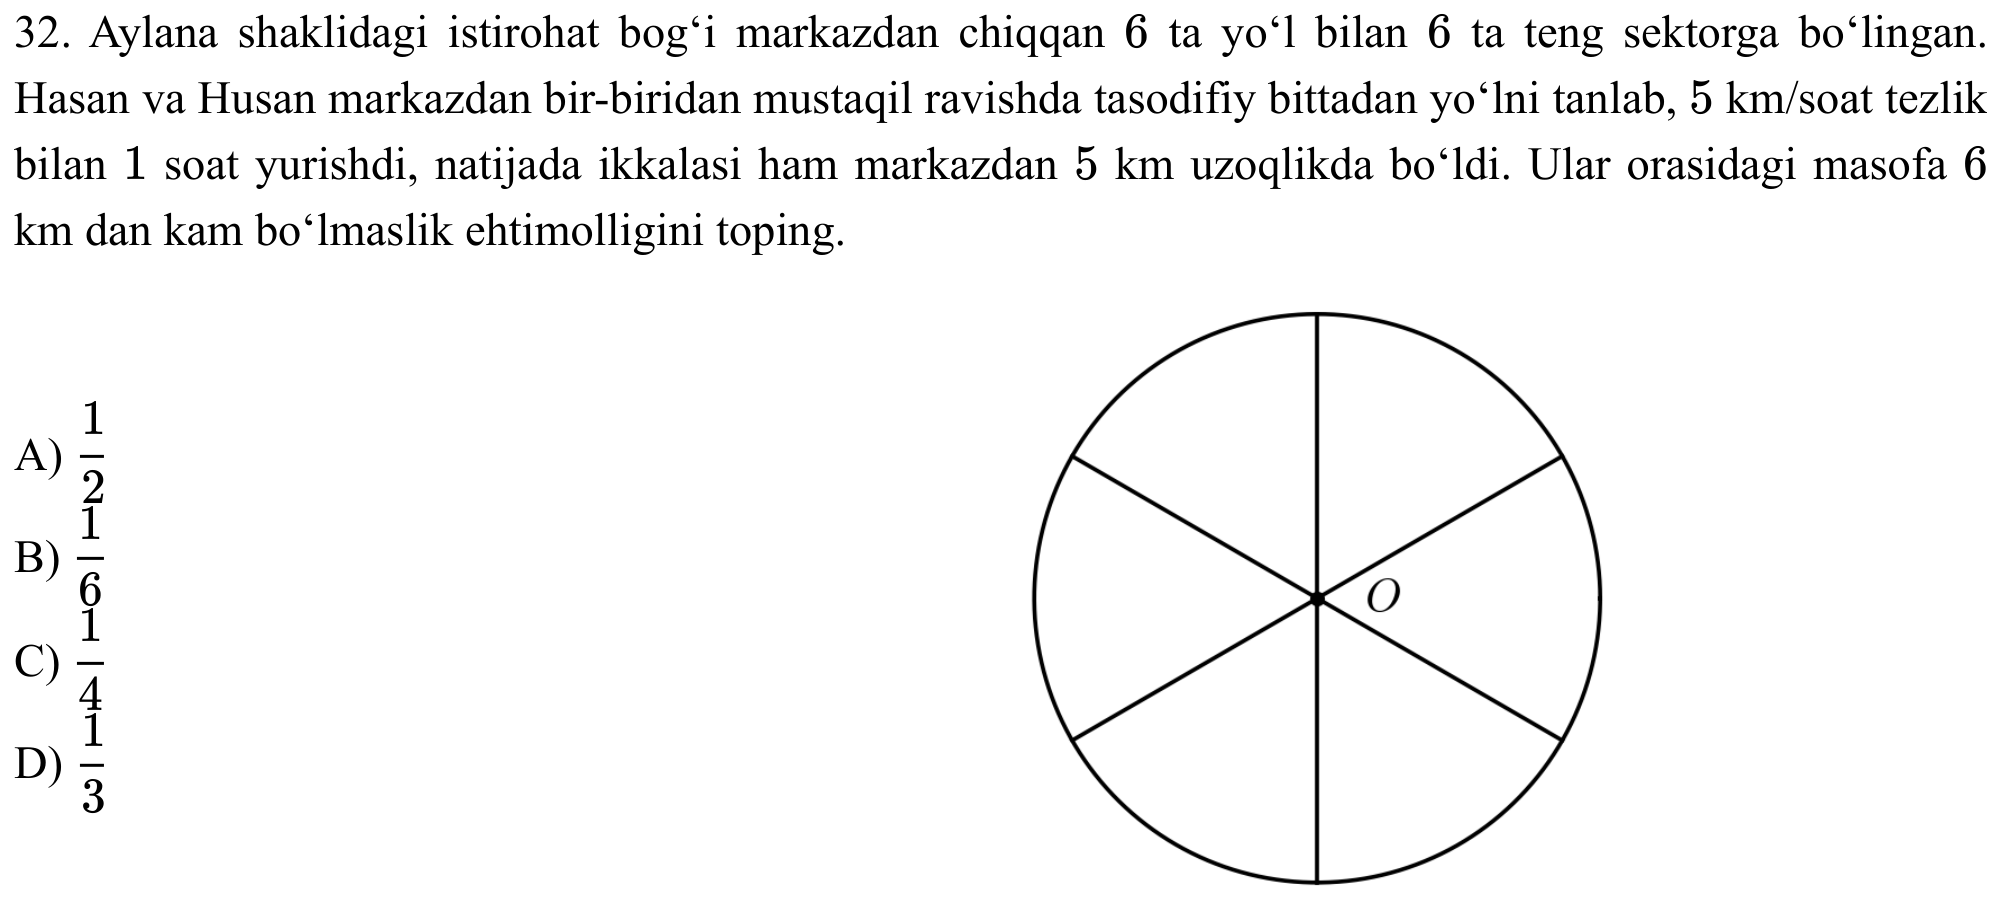 32. Aylana shaklidagi istirohat bog‘i markazdan chiqqan 6 ta yo‘l bilan 6 ta teng sektorga bo‘lingan.
Hasan va Husan markazdan bir-biridan mustaqil ravishda tasodifiy bittadan yo‘lni tanlab, 5 km/soat tezlik
bilan 1 soat yurishdi, natijada ikkalasi ham markazdan 5 km uzoqlikda bo‘ldi. Ular orasidagi masofa 6
km dan kam bo‘lmaslik ehtimolligini toping.
A) 1/2
B) 1/6
C) 1/4
D) 1/3
O